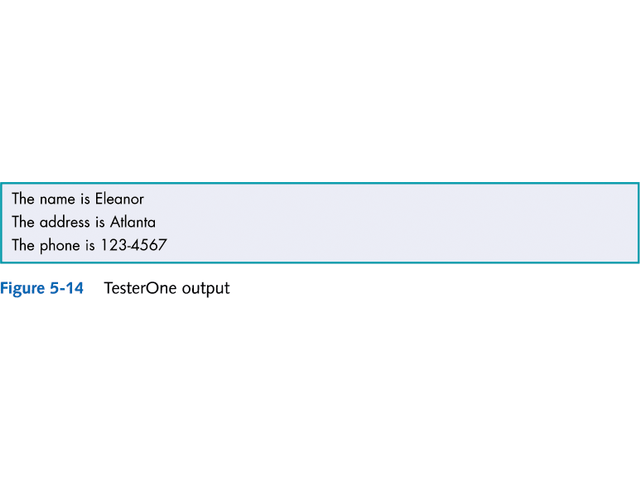 The name is Eleanor
The address is Atlanta
The phone is 123-4567
Figure 5-14 TesterOne output